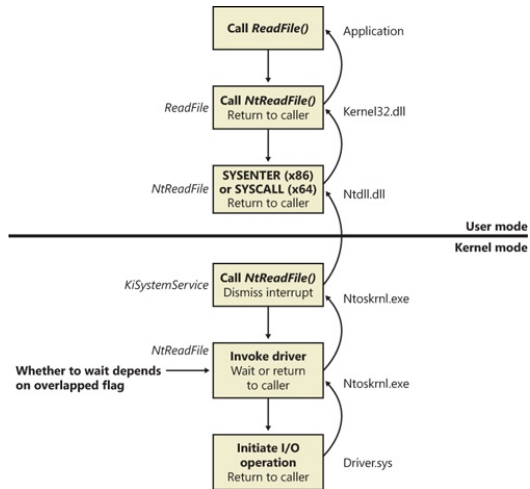 Call ReadFile()
Application
ReadFile
Call NtReadFile()
Return to caller
Kernel32.dll
NtReadFile
SYSENTER (x86)
or SYSCALL (x64)
Return to caller
Ntdll.dll
User mode
Kernel mode
KiSystemService
Call NtReadFile()
Dismiss interrupt
Ntoskrnl.exe
NtReadFile
Whether to wait depends
on overlapped flag
Invoke driver
Wait or return
to caller
Ntoskrnl.exe
Initiate I/O
operation
Return to caller
Driver.sys